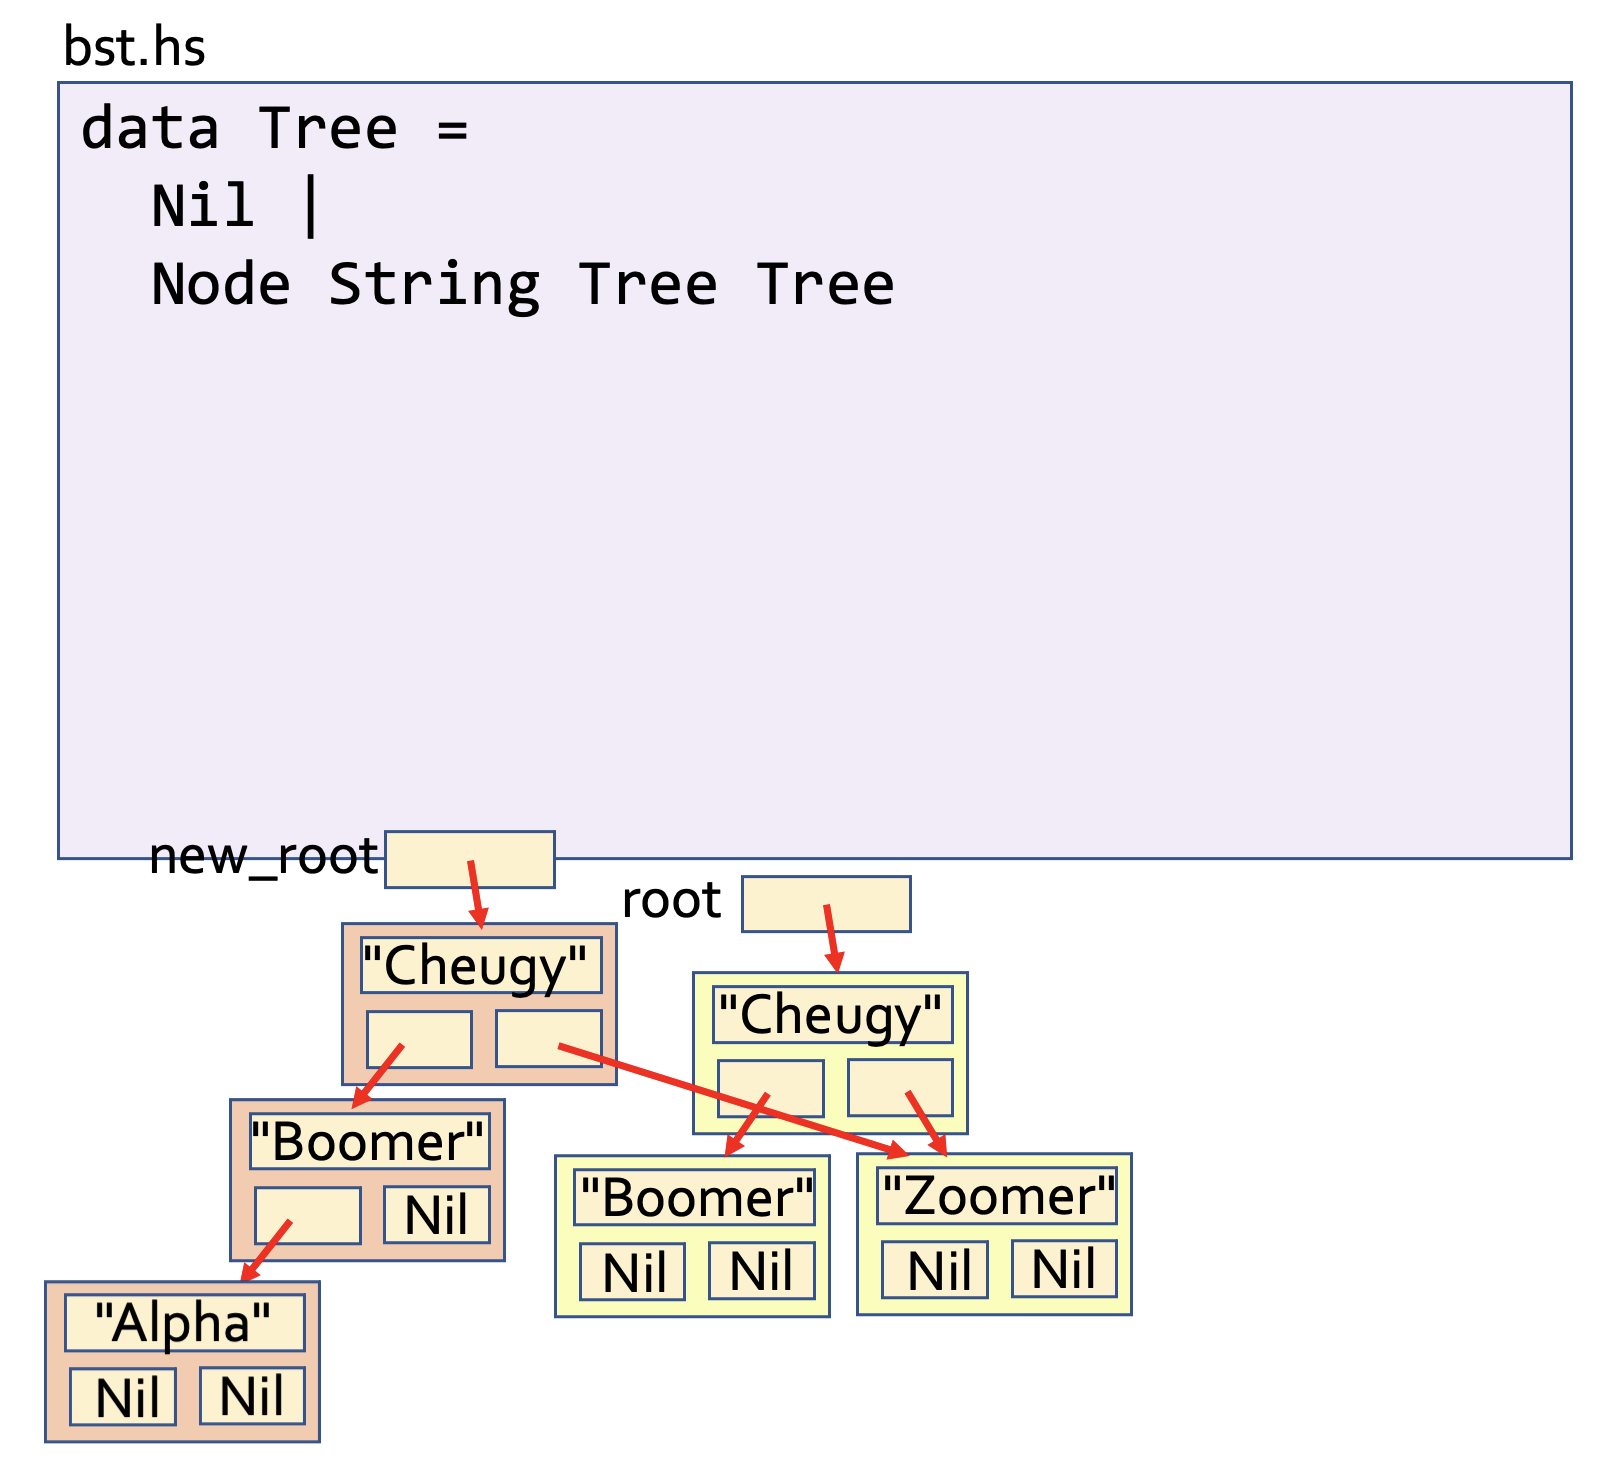 bst.hs
data Tree =
  Nil |
  Node String Tree Tree
new_root
root
"Cheugy"
"Cheugy"
"Boomer"
Nil
"Boomer"
Nil Nil
"Zoomer"
Nil Nil
"Alpha"
Nil Nil